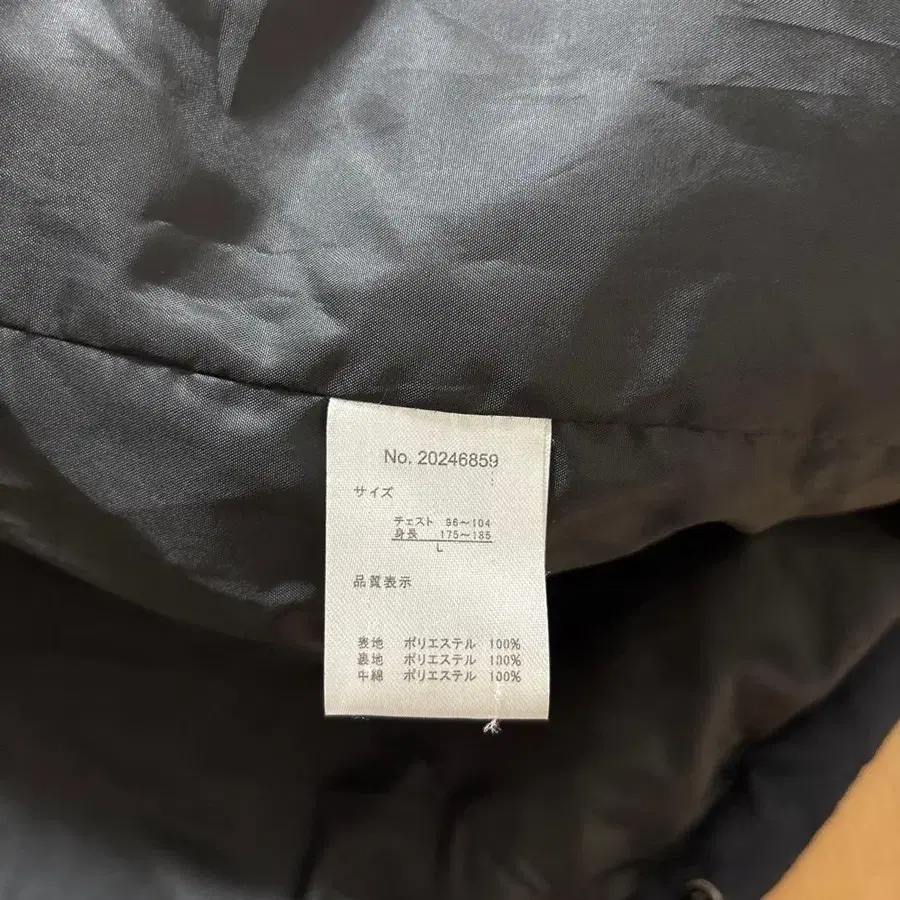 No. 20246859
サイズ
チェスト 96〜104
身長 175〜185
L
品質表示
表地 ポリエステル 100%
裏地 ポリエステル 100%
中綿 ポリエステル 100%